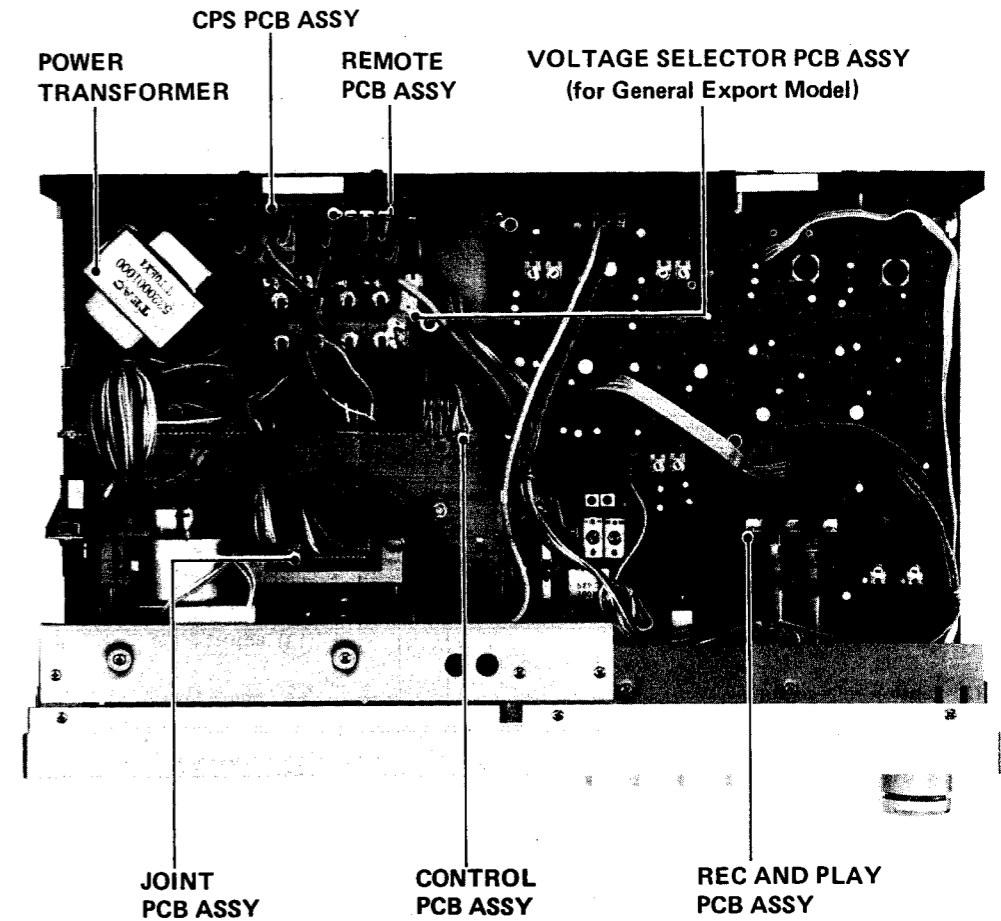 CPS PCB ASSY
POWER
TRANSFORMER
REMOTE
PCB ASSY
VOLTAGE SELECTOR PCB ASSY
(for General Export Model)
TEAC
JOINT
PCB ASSY
CONTROL
PCB ASSY
REC AND PLAY
PCB ASSY